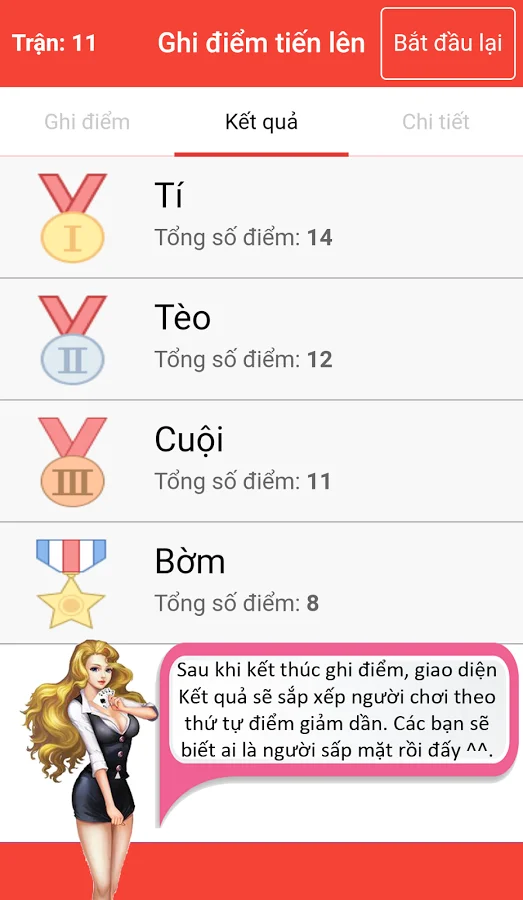 Trận: 11 Ghi điểm tiến lên Bắt đầu lại
Ghi điểm Kết quả Chi tiết
I
Tí
Tổng số điểm: 14
II
Tèo
Tổng số điểm: 12
III
Cuội
Tổng số điểm: 11
Bờm
Tổng số điểm: 8
Sau khi kết thúc ghi điểm, giao diện
Kết quả sẽ sắp xếp người chơi theo
thứ tự điểm giảm dần. Các bạn sẽ
biết ai là người sấp mặt rồi đấy ^^.